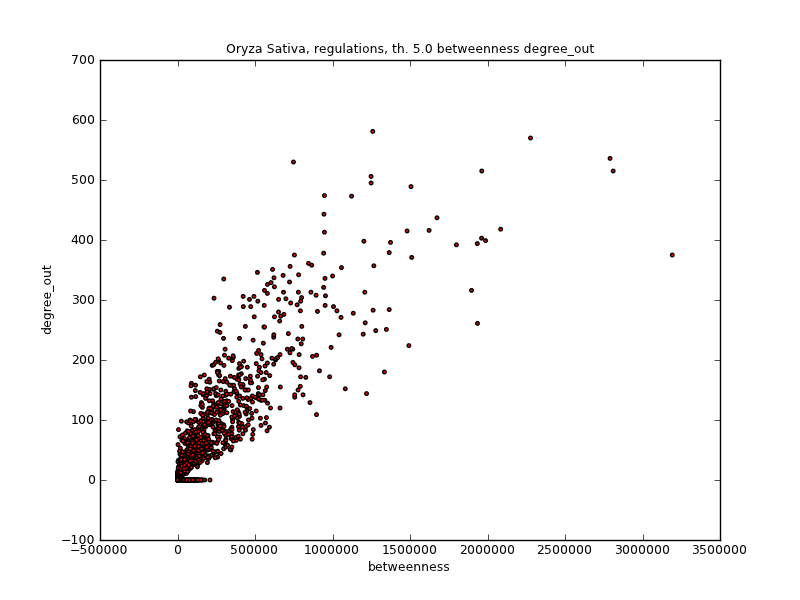 Oryza Sativa, regulations, th. 5.0 betweenness degree_out
700
600
500
400
300
200
100
0
−100
degree_out
−500000 0 500000 1000000 1500000 2000000 2500000 3000000 3500000
betweenness